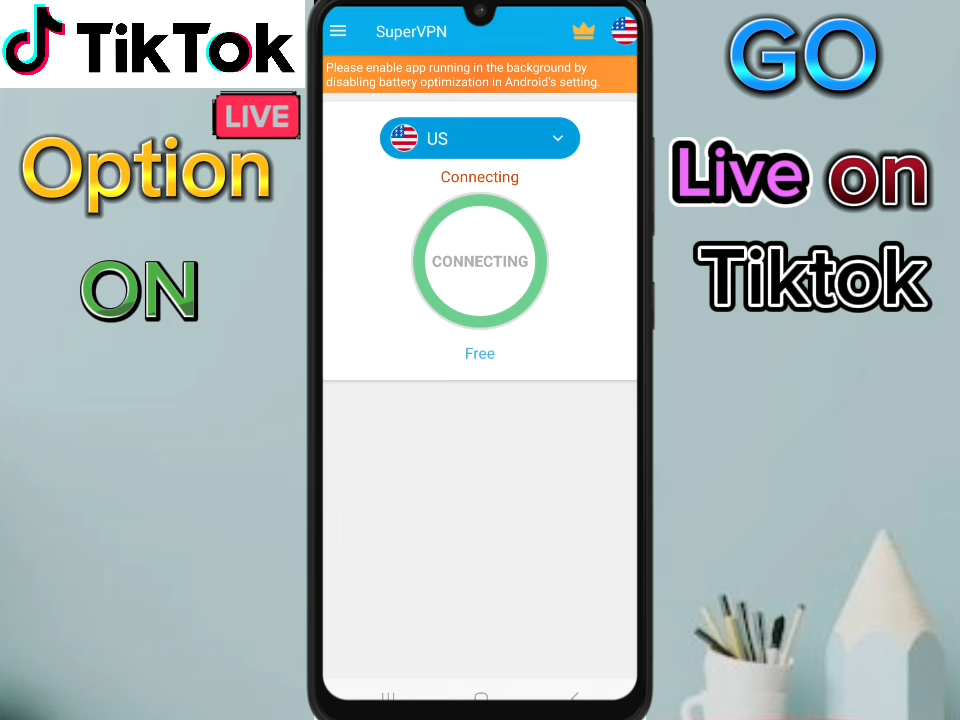 TikTok
LIVE
Option
ON
SuperVPN
Please enable app running in the background by
disabling battery optimization in Android's setting.
US
Connecting
CONNECTING
Free
GO
Live on
Tiktok